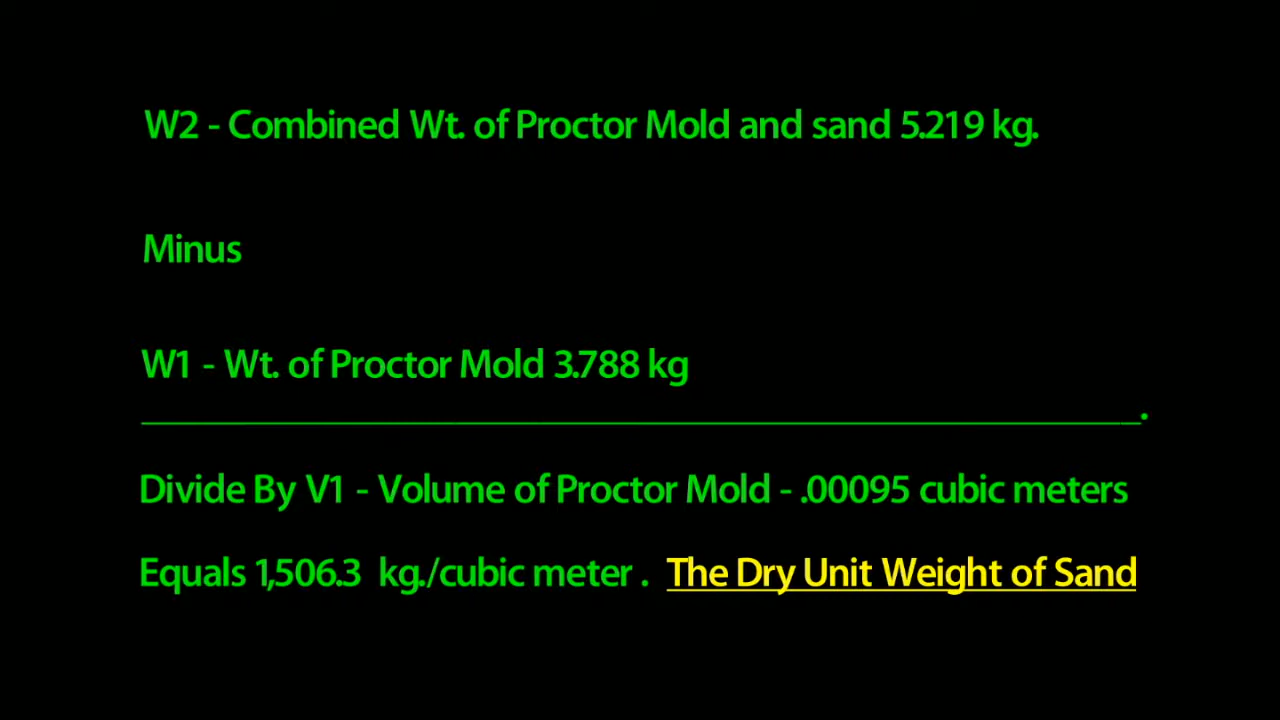 W2 - Combined Wt. of Proctor Mold and sand 5.219 kg.
Minus
W1 - Wt. of Proctor Mold 3.788 kg
______________________________________________.
Divide By V1 - Volume of Proctor Mold - .00095 cubic meters
Equals 1,506.3 kg./cubic meter . The Dry Unit Weight of Sand